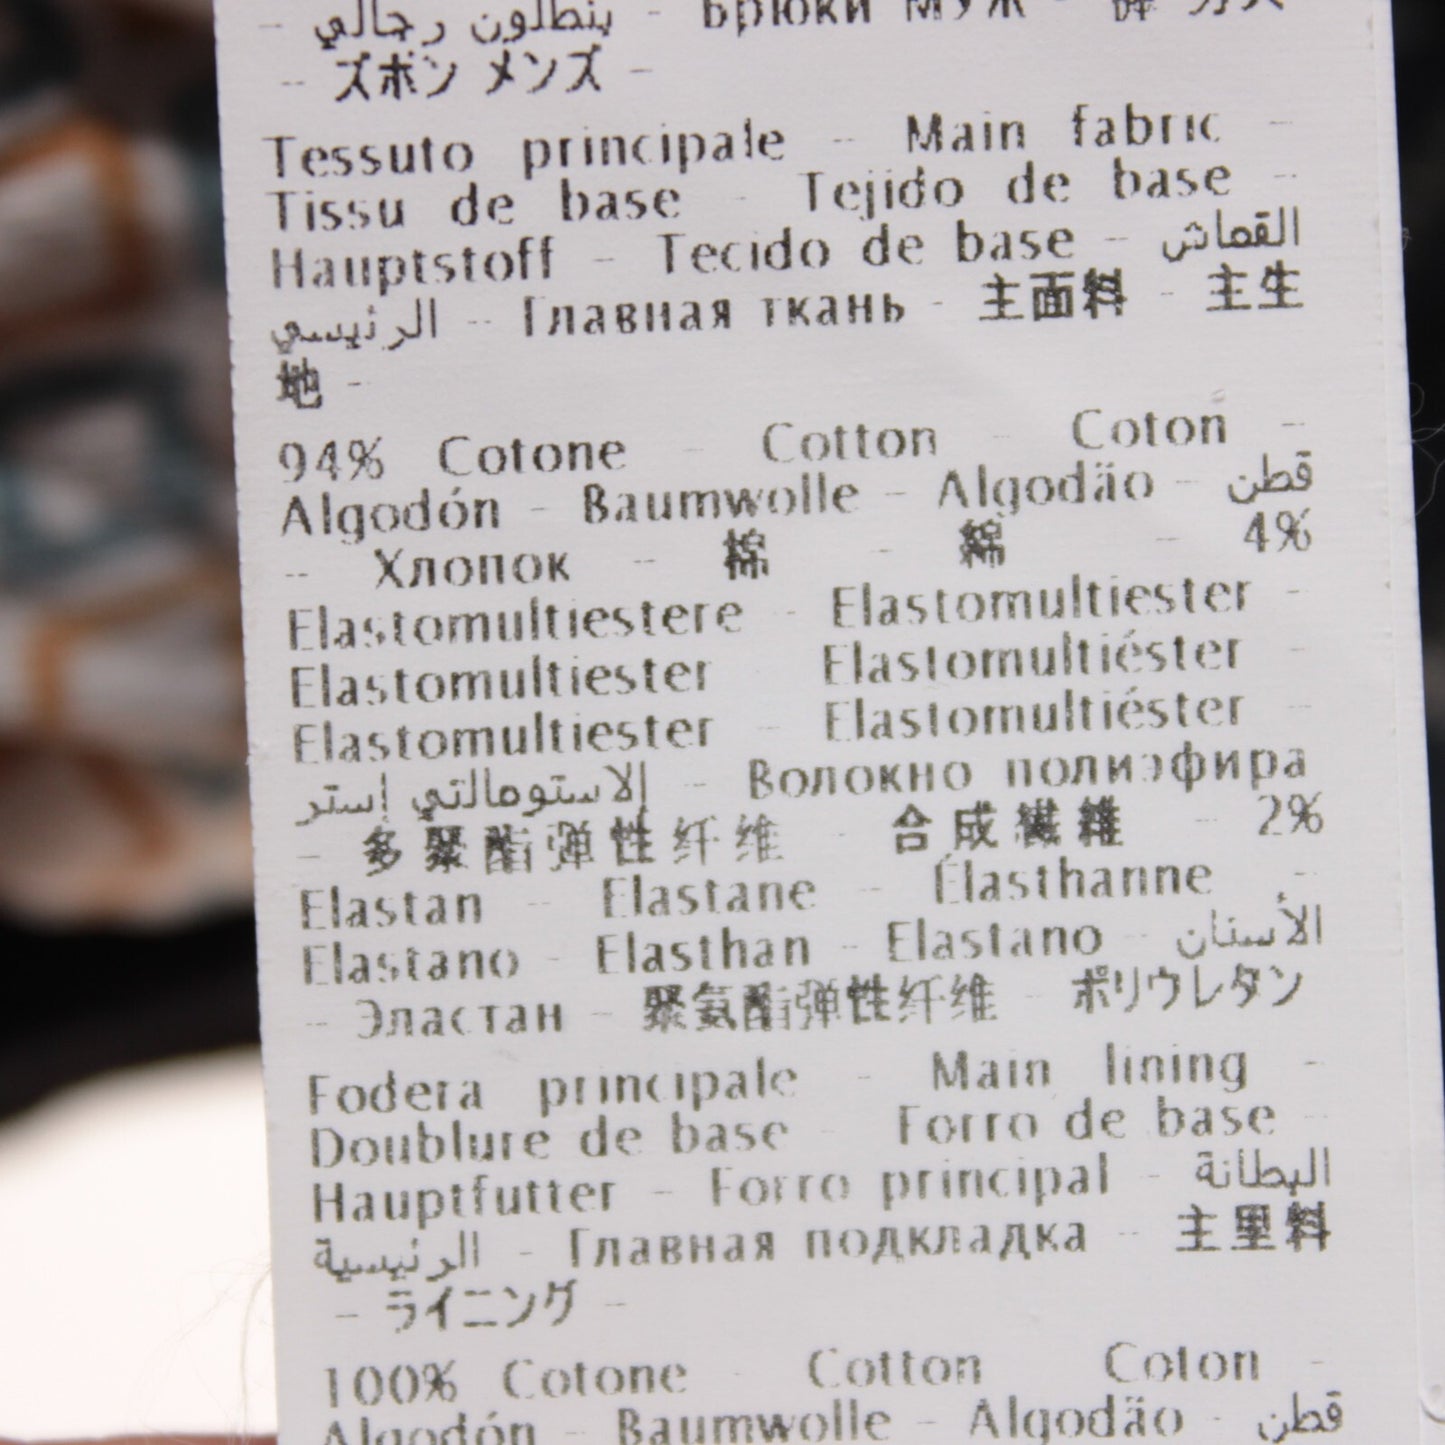 - بنطلون رجالي - Брюки Муж -
- ズボン メンズ -
Tessuto principale - Main fabric -
Tissu de base - Tejido de base -
Hauptstoff - Tecido de base - القماش
الرئيسي - Главная ткань - 主面料 - 主生
地 -
94% Cotone - Cotton - Coton -
Algodón - Baumwolle - Algodão - قطن
- Хлопок - 棉 - 綿 - 4%
Elastomultiestere - Elastomultiester -
Elastomultiester - Elastomultiéster -
Elastomultiester - Elastomultiéster -
الاستومالتي إستر - Волокно полиэфира
- 多聚酯弹性纤维 - 合成繊維 - 2%
Elastan - Elastane - Élasthanne -
Elastano - Elasthan - Elastano - الأسنان
- Эластан - 聚氨酯弹性纤维 - ポリウレタン
Fodera principale - Main lining -
Doublure de base - Forro de base -
Hauptfutter - Forro principal - البطانة
الرئيسية - Главная подкладка - 主里料
- ライニング -
100% Cotone - Cotton - Coton -
Algodón - Baumwolle - Algodão - قطن